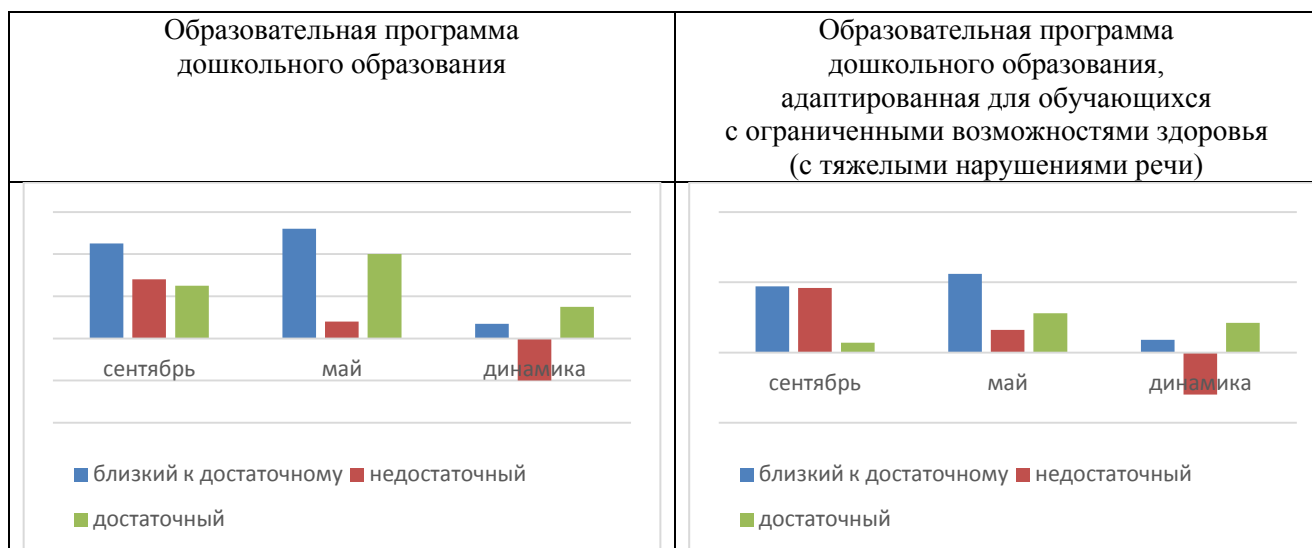 Образовательная программа
дошкольного образования
Образовательная программа
дошкольного образования,
адаптированная для обучающихся
с ограниченными возможностями здоровья
(с тяжелыми нарушениями речи)
сентябрь май динамика
близкий к достаточному недостаточный
достаточный
сентябрь май динамика
близкий к достаточному недостаточный
достаточный